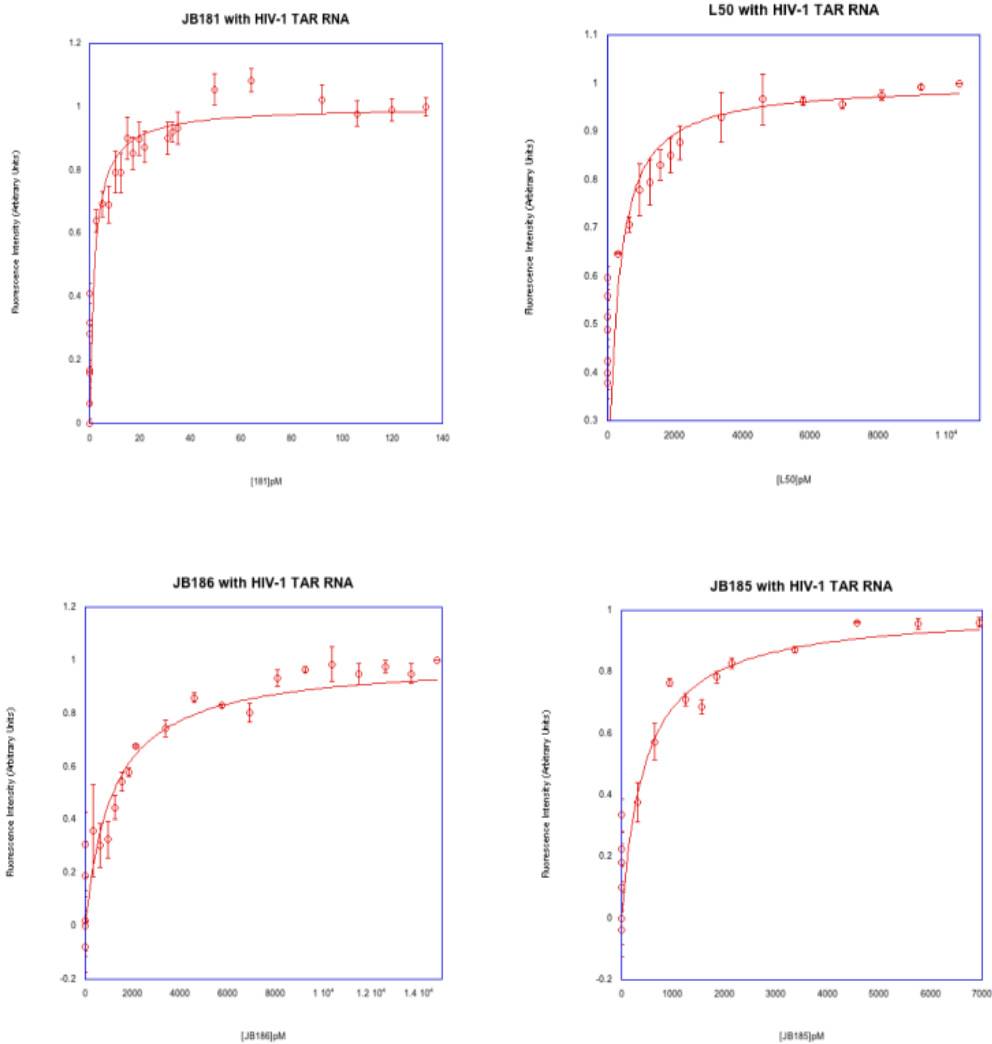 JB181 with HIV-1 TAR RNA
1.2
1
0.8
0.6
0.4
0.2
0
0 20 40 60 80 100 120 140
Fluorescence Intensity (Arbitrary Units)
[181]pM
L50 with HIV-1 TAR RNA
1.1
1
0.9
0.8
0.7
0.6
0.5
0.4
0.3
0 2000 4000 6000 8000 1 10⁴
Fluorescence Intensity (Arbitrary Units)
[L50]pM
JB186 with HIV-1 TAR RNA
1.2
1
0.8
0.6
0.4
0.2
0
-0.2
0 2000 4000 6000 8000 1 10⁴ 1.2 10⁴ 1.4 10⁴
Fluorescence Intensity (Arbitrary Units)
[JB186]pM
JB185 with HIV-1 TAR RNA
1
0.8
0.6
0.4
0.2
0
-0.2
0 1000 2000 3000 4000 5000 6000 7000
Fluorescence Intensity (Arbitrary Units)
[JB185]pM